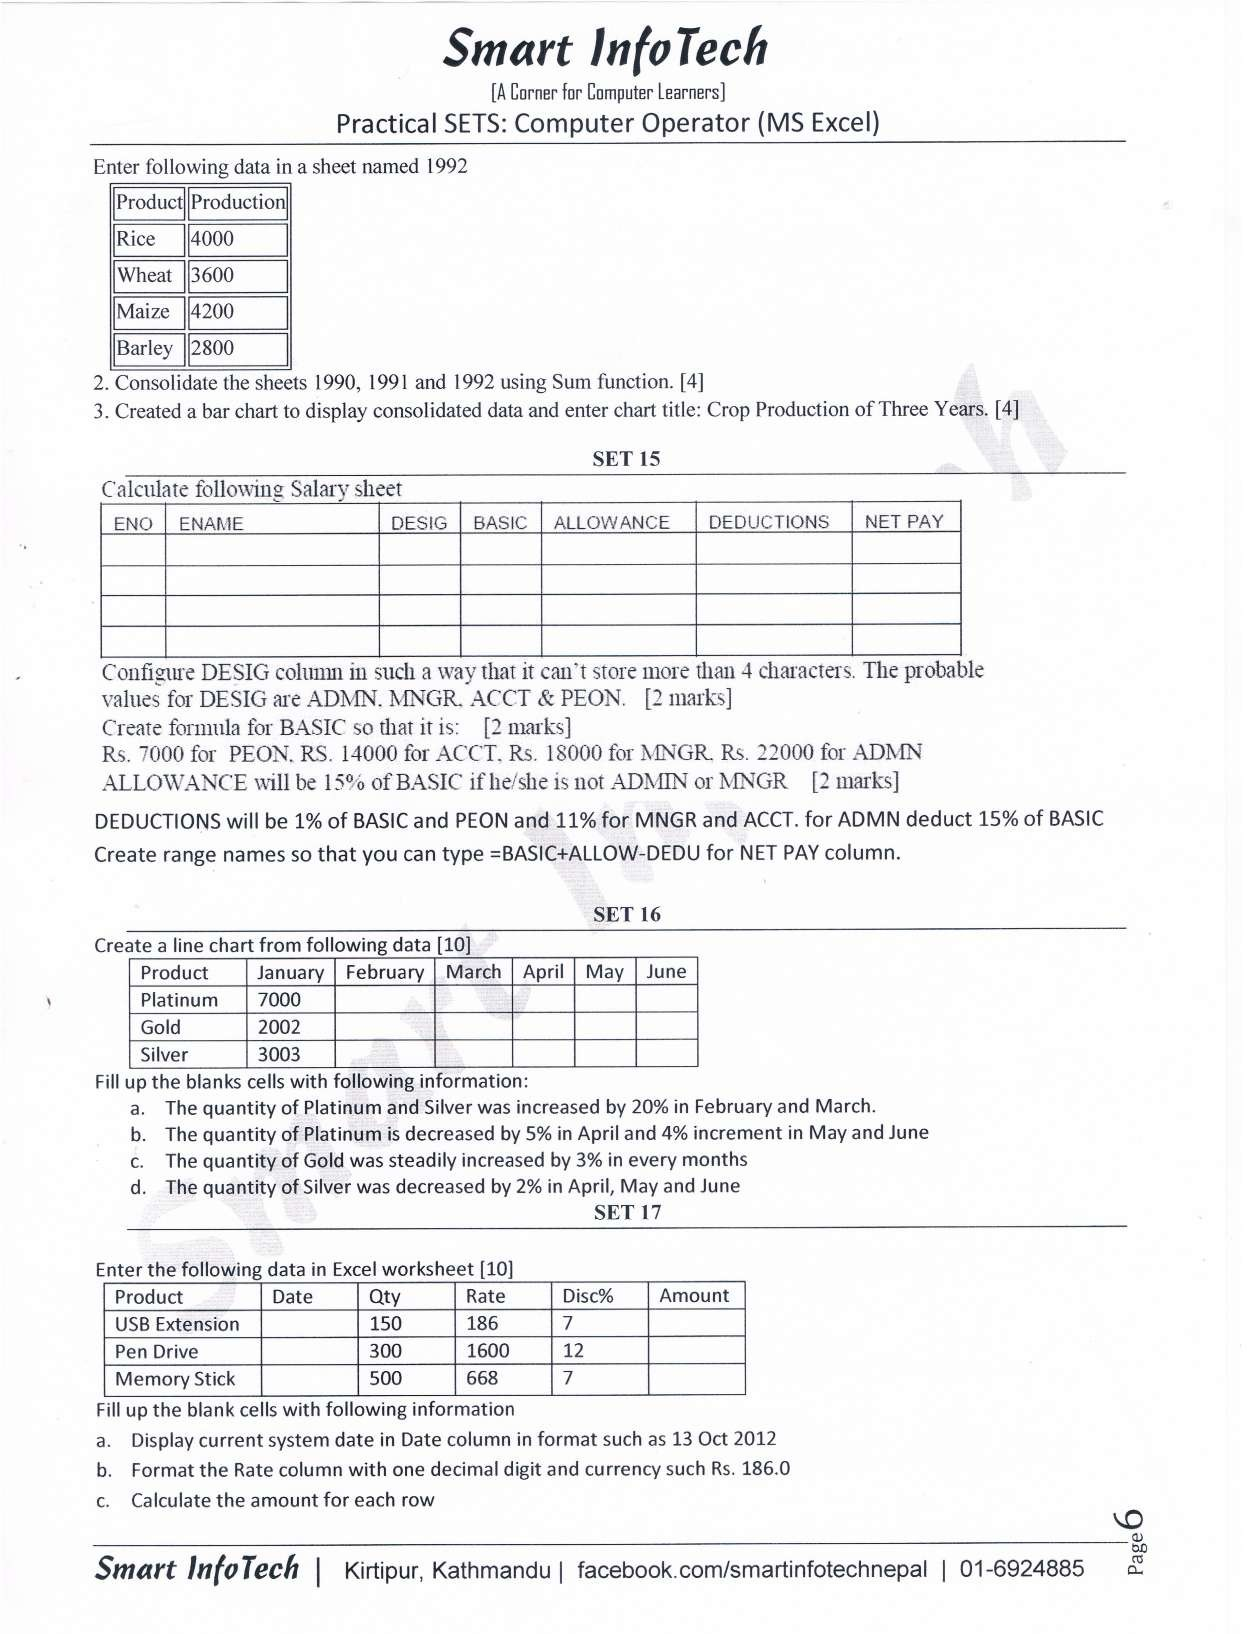 Smart InfoTech
[A Corner for Computer Learners]
Practical SETS: Computer Operator (MS Excel)
Enter following data in a sheet named 1992
Product Production
Rice 4000
Wheat 3600
Maize 4200
Barley 2800
2. Consolidate the sheets 1990, 1991 and 1992 using Sum function. [4]
3. Created a bar chart to display consolidated data and enter chart title: Crop Production of Three Years. [4]
SET 15
Calculate following Salary sheet
ENO ENAME DESIG BASIC ALLOWANCE DEDUCTIONS NET PAY
Configure DESIG column in such a way that it can't store more than 4 characters. The probable
values for DESIG are ADMN, MNGR, ACCT & PEON. [2 marks]
Create formula for BASIC so that it is: [2 marks]
Rs. 7000 for PEON, RS. 14000 for ACCT, Rs. 18000 for MNGR, Rs. 22000 for ADMN
ALLOWANCE will be 15% of BASIC if he/she is not ADMIN or MNGR [2 marks]
DEDUCTIONS will be 1% of BASIC and PEON and 11% for MNGR and ACCT. for ADMN deduct 15% of BASIC
Create range names so that you can type =BASIC+ALLOW-DEDU for NET PAY column.
SET 16
Create a line chart from following data [10]
Product January February March April May June
Platinum 7000
Gold 2002
Silver 3003
Fill up the blanks cells with following information:
a. The quantity of Platinum and Silver was increased by 20% in February and March.
b. The quantity of Platinum is decreased by 5% in April and 4% increment in May and June
c. The quantity of Gold was steadily increased by 3% in every months
d. The quantity of Silver was decreased by 2% in April, May and June
SET 17
Enter the following data in Excel worksheet [10]
Product Date Qty Rate Disc% Amount
USB Extension 150 186 7
Pen Drive 300 1600 12
Memory Stick 500 668 7
Fill up the blank cells with following information
a. Display current system date in Date column in format such as 13 Oct 2012
b. Format the Rate column with one decimal digit and currency such Rs. 186.0
c. Calculate the amount for each row
Page 6
Smart InfoTech | Kirtipur, Kathmandu | facebook.com/smartinfotechnepal | 01-6924885